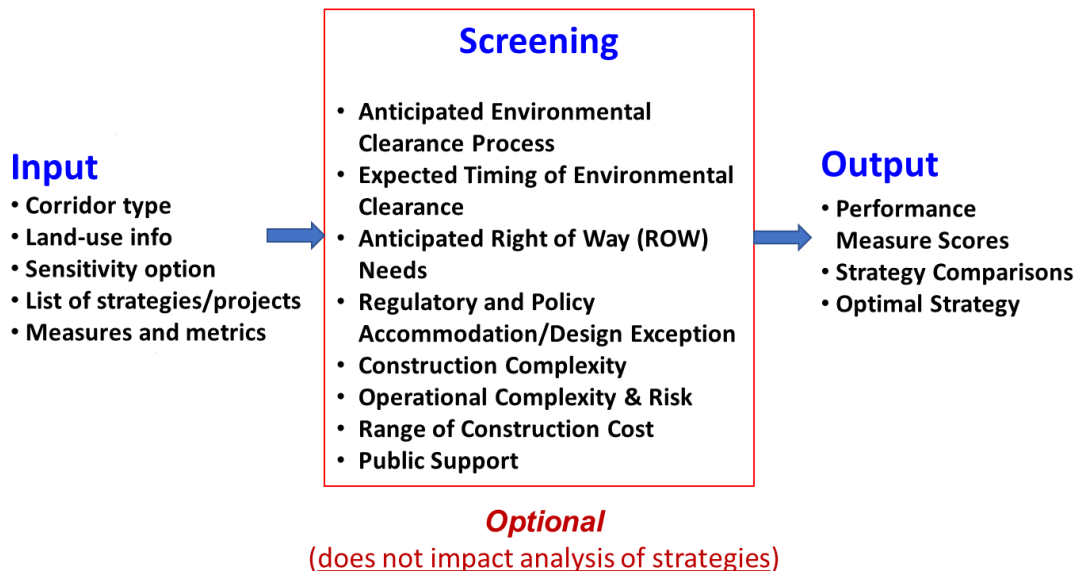 Input
• Corridor type
• Land-use info
• Sensitivity option
• List of strategies/projects
• Measures and metrics
Screening
• Anticipated Environmental
Clearance Process
• Expected Timing of Environmental
Clearance
• Anticipated Right of Way (ROW)
Needs
• Regulatory and Policy
Accommodation/Design Exception
• Construction Complexity
• Operational Complexity & Risk
• Range of Construction Cost
• Public Support
Optional
(does not impact analysis of strategies)
Output
• Performance
Measure Scores
• Strategy Comparisons
• Optimal Strategy